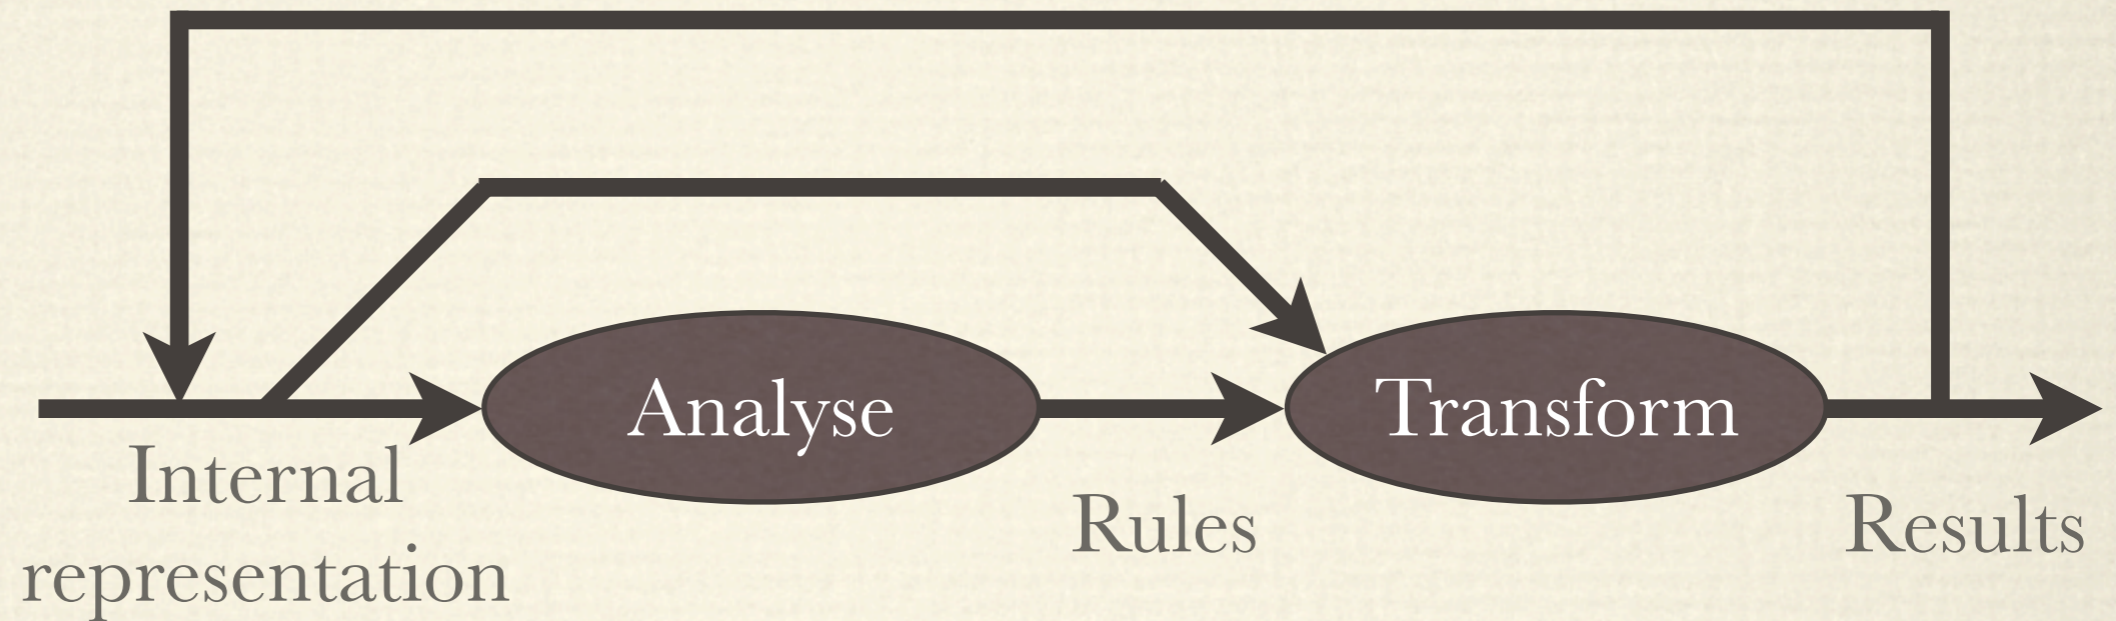 Analyse
Transform
Internal
representation
Rules
Results